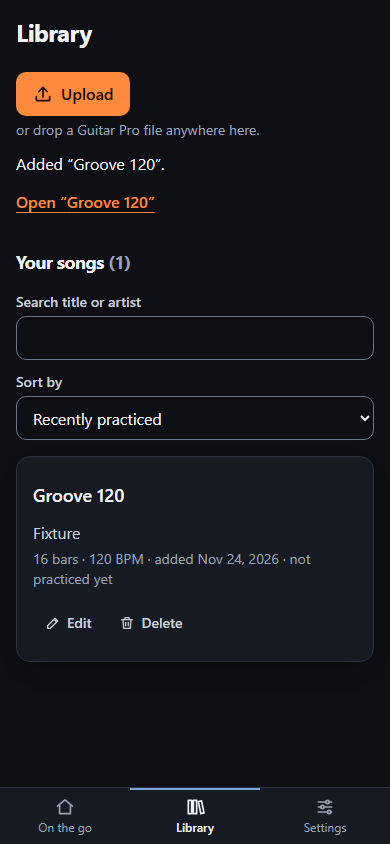 Library
Upload
or drop a Guitar Pro file anywhere here.
Added “Groove 120”.
Open “Groove 120”
Your songs (1)
Search title or artist
Sort by
Recently practiced
Groove 120
Fixture
16 bars · 120 BPM · added Nov 24, 2026 · not
practiced yet
Edit Delete
On the go Library Settings